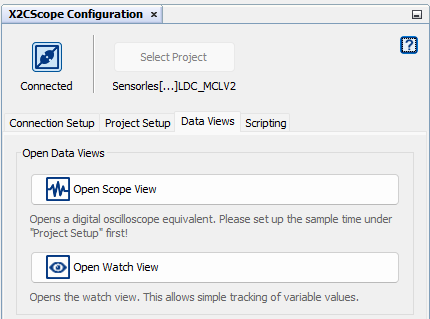 X2CScope Configuration
Select Project
Connected
Sensorles[...]LDC_MCLV2
Connection Setup Project Setup Data Views Scripting
Open Data Views
Open Scope View
Opens a digital oscilloscope equivalent. Please set up the sample time under
"Project Setup" first!
Open Watch View
Opens the watch view. This allows simple tracking of variable values.